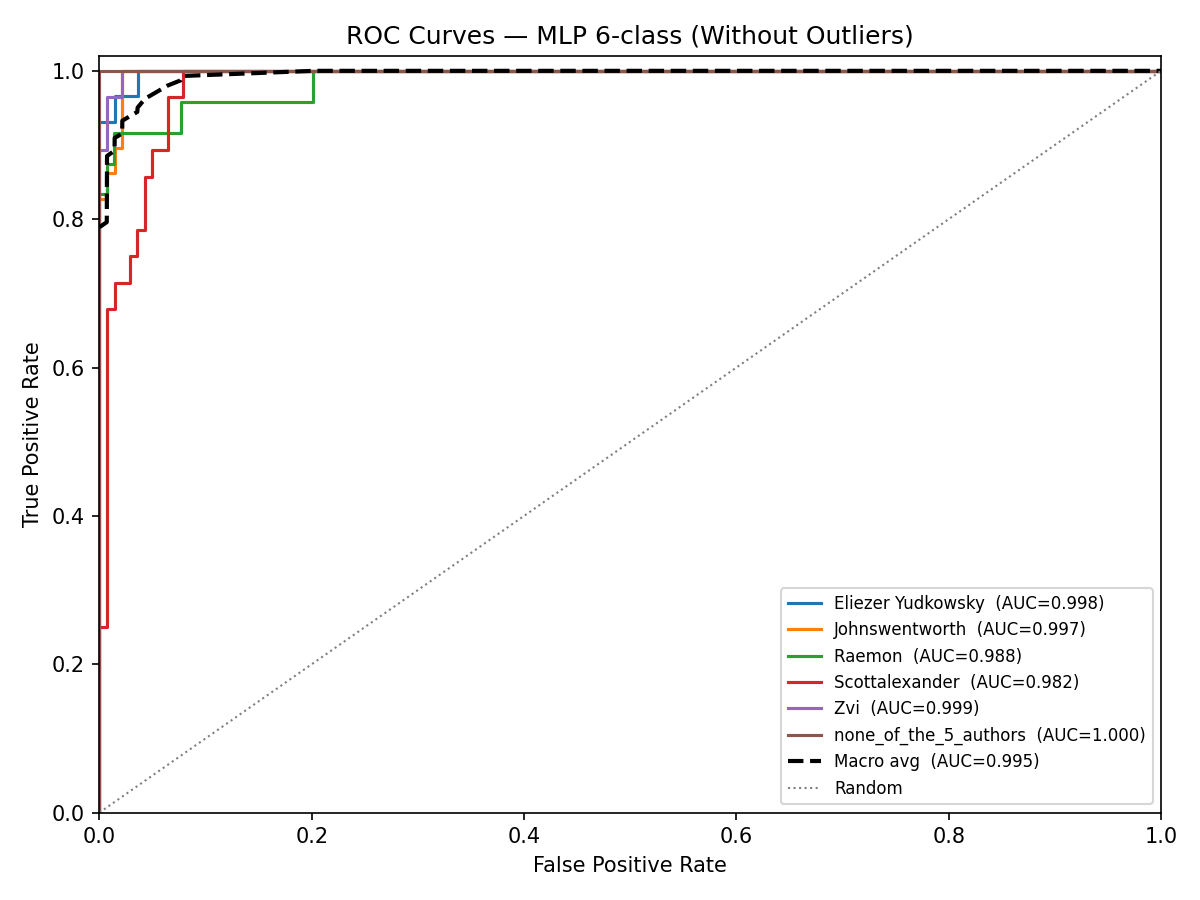 ROC Curves — MLP 6-class (Without Outliers)
1.0
0.8
0.6
0.4
0.2
0.0
True Positive Rate
0.0 0.2 0.4 0.6 0.8 1.0
False Positive Rate
Eliezer Yudkowsky (AUC=0.998)
Johnswentworth (AUC=0.997)
Raemon (AUC=0.988)
Scottalexander (AUC=0.982)
Zvi (AUC=0.999)
none_of_the_5_authors (AUC=1.000)
Macro avg (AUC=0.995)
Random